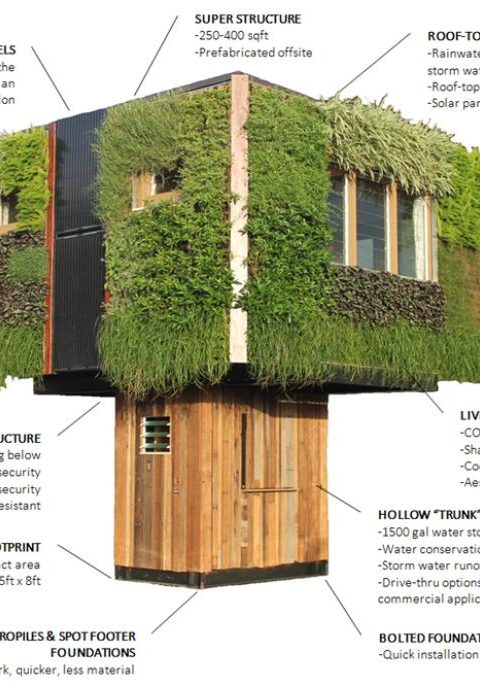 SUPER STRUCTURE
-250-400 sqft
-Prefabricated offsite
ROOF-TO
-Rainwate
storm wat
-Roof-top
-Solar pan
ELS
the
an
ion
LIV
-CO
-Sha
-Coo
-Aes
UCTURE
g below
security
security
esistant
HOLLOW "TRUNK"
-1500 gal water sto
-Water conservatio
-Storm water runo
-Drive-thru options
commercial applic
OTPRINT
act area
5ft x 8ft
ROPILES & SPOT FOOTER
FOUNDATIONS
rk, quicker, less material
BOLTED FOUNDAT
-Quick installation